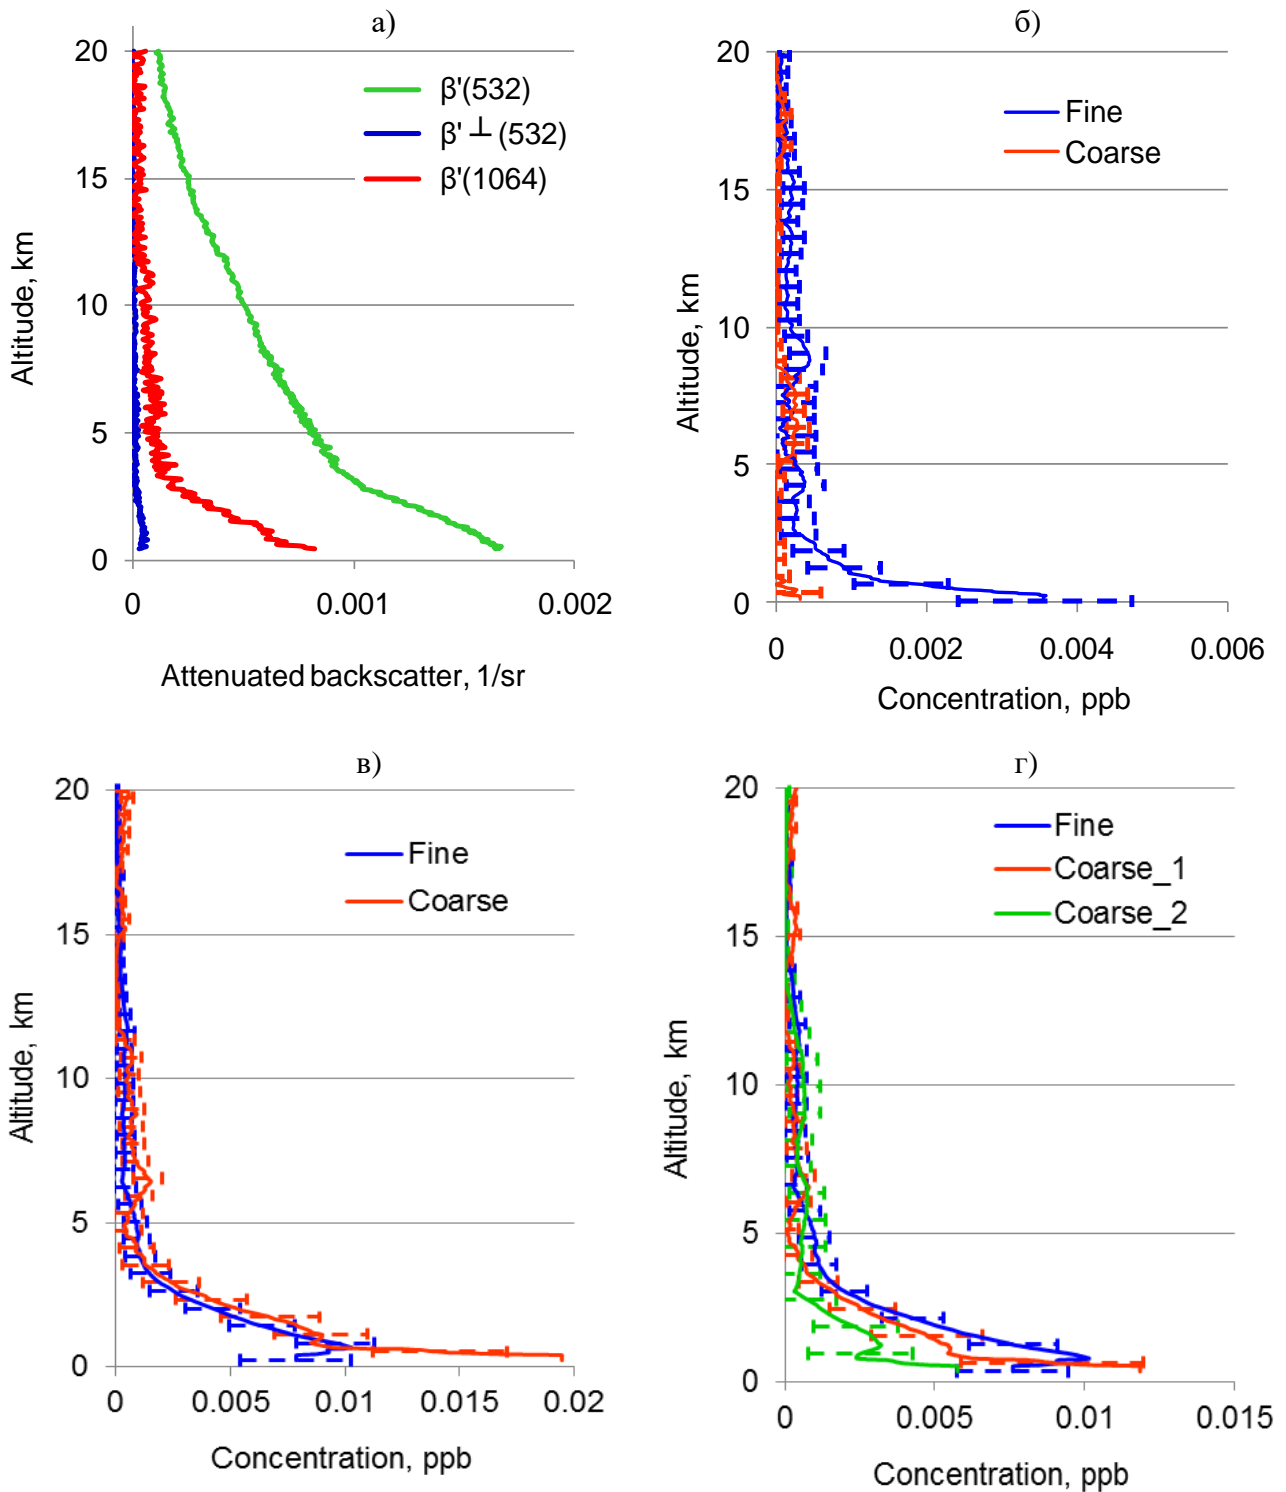 а)
20
15
10
5
0
Altitude, km
β'(532)
β' ⊥ (532)
β'(1064)
0 0.001 0.002
Attenuated backscatter, 1/sr
б)
20
15
10
5
0
Altitude, km
Fine
Coarse
0 0.002 0.004 0.006
Concentration, ppb
в)
20
15
10
5
0
Altitude, km
Fine
Coarse
0 0.005 0.01 0.015 0.02
Concentration, ppb
г)
20
15
10
5
0
Altitude, km
Fine
Coarse_1
Coarse_2
0 0.005 0.01 0.015
Concentration, ppb